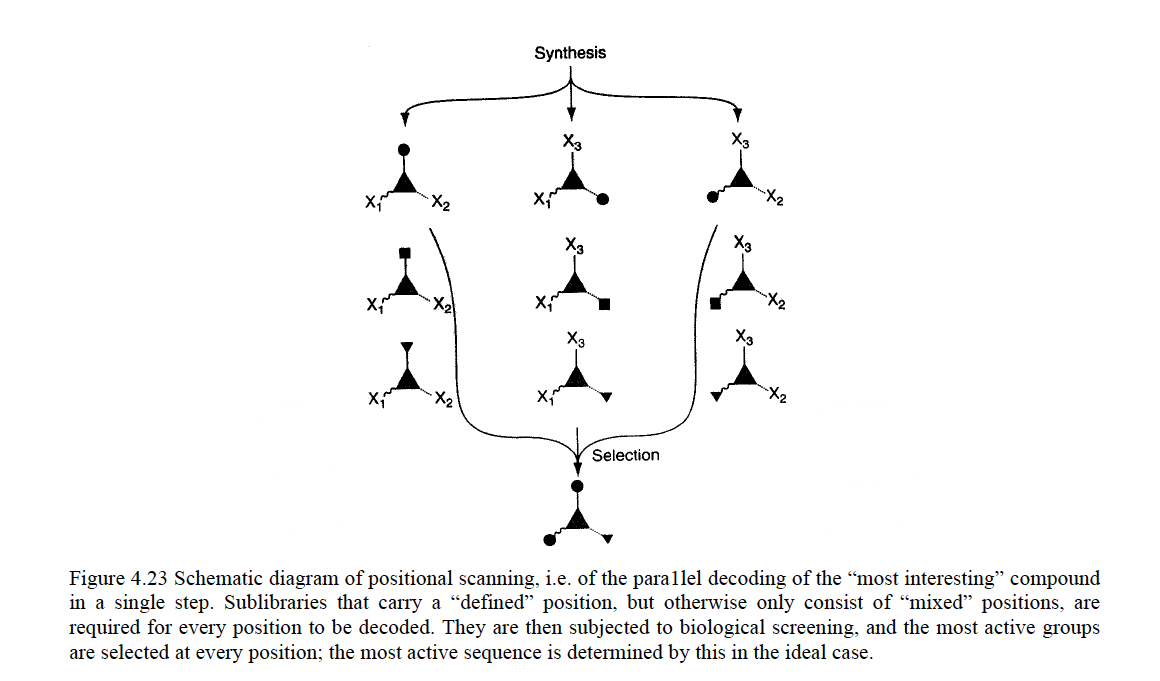 Synthesis
X3 X3
X1 X2 X1 X2
X3 X3
X1 X2 X1 X2
X3 X3
X1 X2 X1 X2
Selection
Figure 4.23 Schematic diagram of positional scanning, i.e. of the parallel decoding of the “most interesting” compound
in a single step. Sublibraries that carry a “defined” position, but otherwise only consist of “mixed” positions, are
required for every position to be decoded. They are then subjected to biological screening, and the most active groups
are selected at every position; the most active sequence is determined by this in the ideal case.